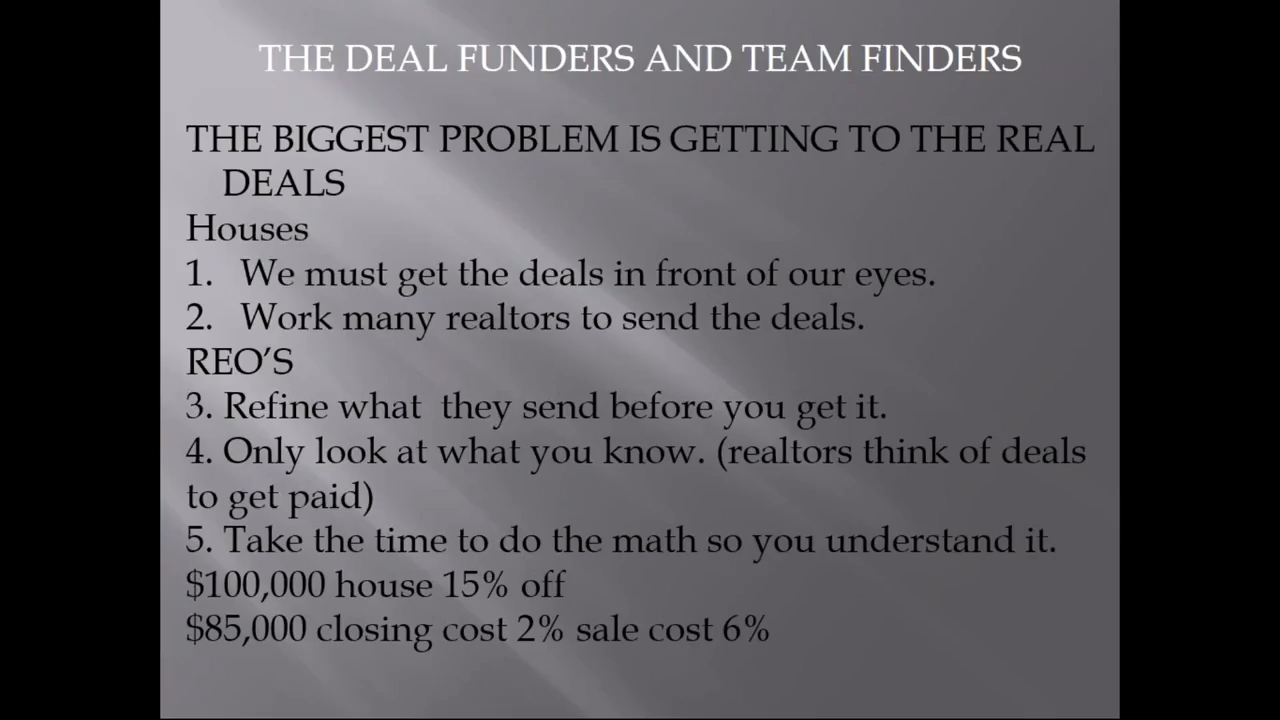 THE DEAL FUNDERS AND TEAM FINDERS
THE BIGGEST PROBLEM IS GETTING TO THE REAL
DEALS
Houses
1. We must get the deals in front of our eyes.
2. Work many realtors to send the deals.
REO’S
3. Refine what  they send before you get it.
4. Only look at what you know. (realtors think of deals
to get paid)
5. Take the time to do the math so you understand it.
$100,000 house 15% off
$85,000 closing cost 2% sale cost 6%